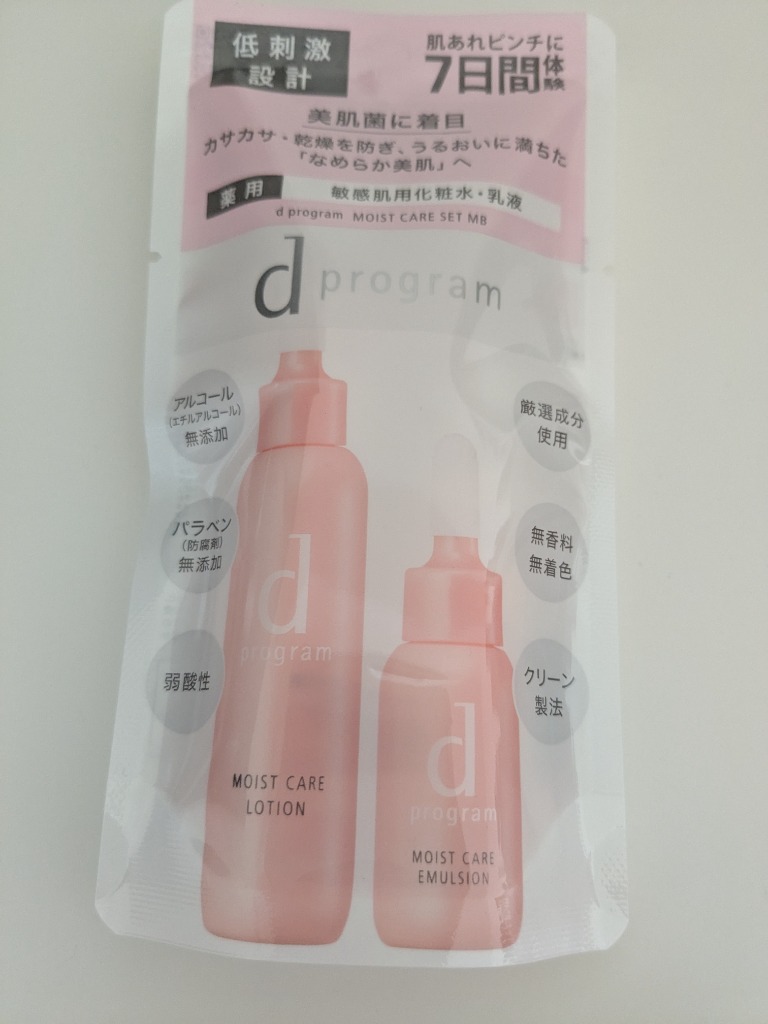 低刺激
設計
肌あれピンチに
7日間体験
美肌菌に着目
カサカサ・乾燥を防ぎ、うるおいに満ちた
「なめらか美肌」へ
薬用 敏感肌用化粧水・乳液
d program MOIST CARE SET MB
d program
アルコール
(エチルアルコール)
無添加
厳選成分
使用
パラベン
(防腐剤)
無添加
無香料
無着色
弱酸性
クリーン
製法
d
program
MOIST CARE
LOTION
d
program
MOIST CARE
EMULSION